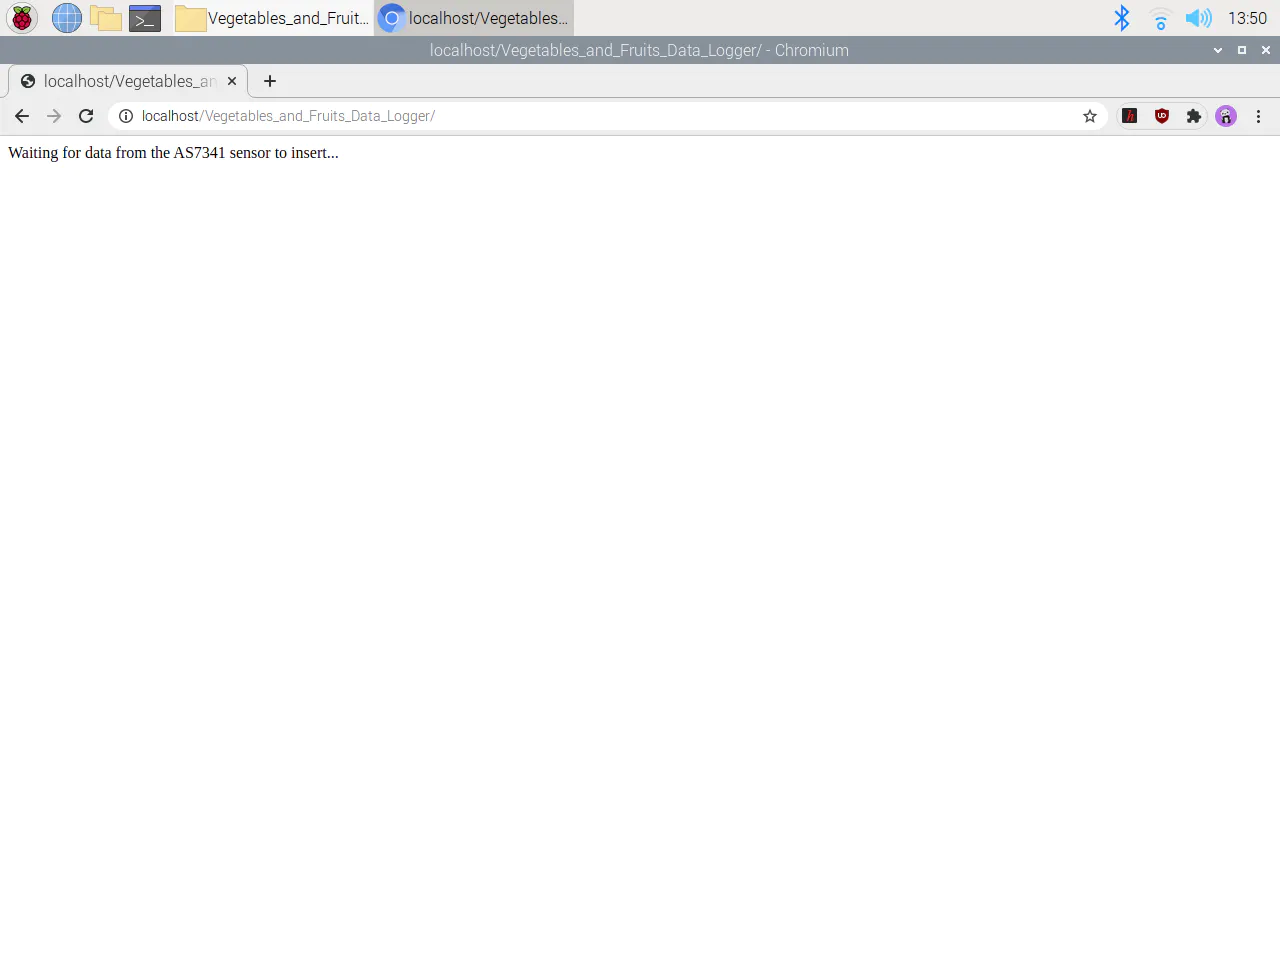 Vegetables_and_Fruit...
localhost/Vegetables...
13:50
localhost/Vegetables_and_Fruits_Data_Logger/ - Chromium
localhost/Vegetables_an
localhost/Vegetables_and_Fruits_Data_Logger/
Waiting for data from the AS7341 sensor to insert...